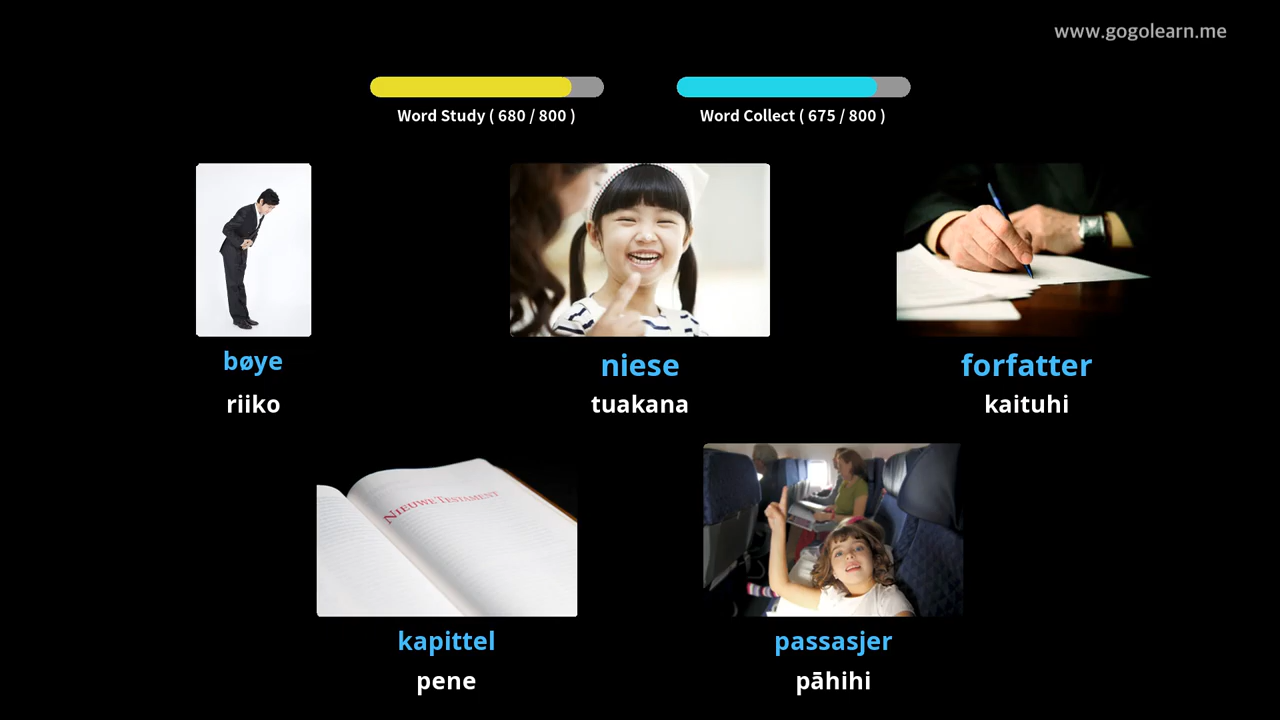 www.gogolearn.me
Word Study ( 680 / 800 )
Word Collect ( 675 / 800 )
bøye
niese
forfatter
riiko
tuakana
kaituhi
NIEUWE TESTAMENT
kapittel
passasjer
pene
pāhihi